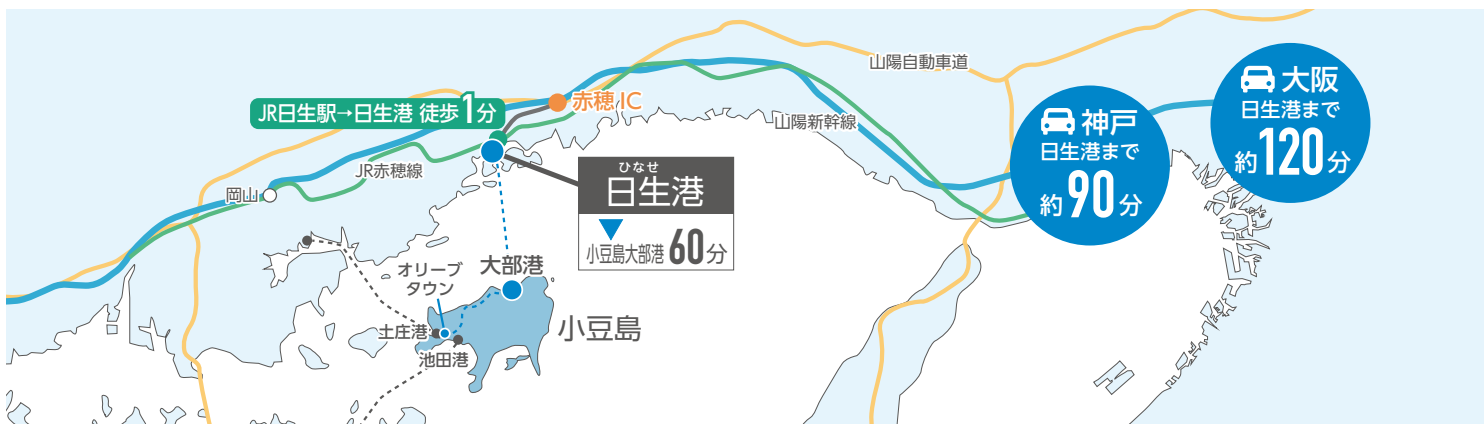 山陽自動車道
大阪
日生港まで
約120分
神戸
日生港まで
約90分
赤穂IC
JR日生駅→日生港 徒歩1分
山陽新幹線
JR赤穂線
岡山
ひなせ
日生港
小豆島大部港 60分
オリーブ
タウン
大部港
土庄港
池田港
小豆島